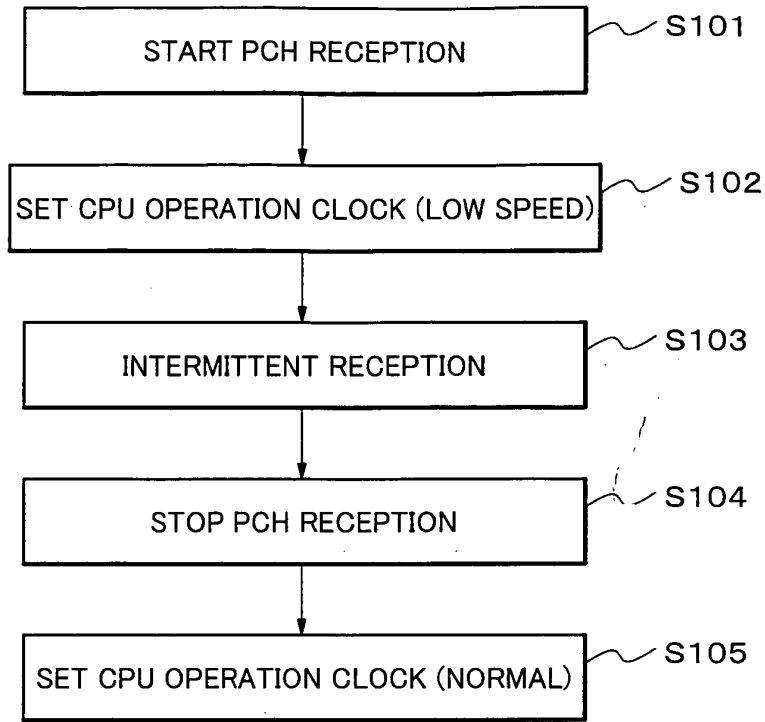 START PCH RECEPTION
S101
SET CPU OPERATION CLOCK (LOW SPEED)
S102
INTERMITTENT RECEPTION
S103
STOP PCH RECEPTION
S104
SET CPU OPERATION CLOCK (NORMAL)
S105